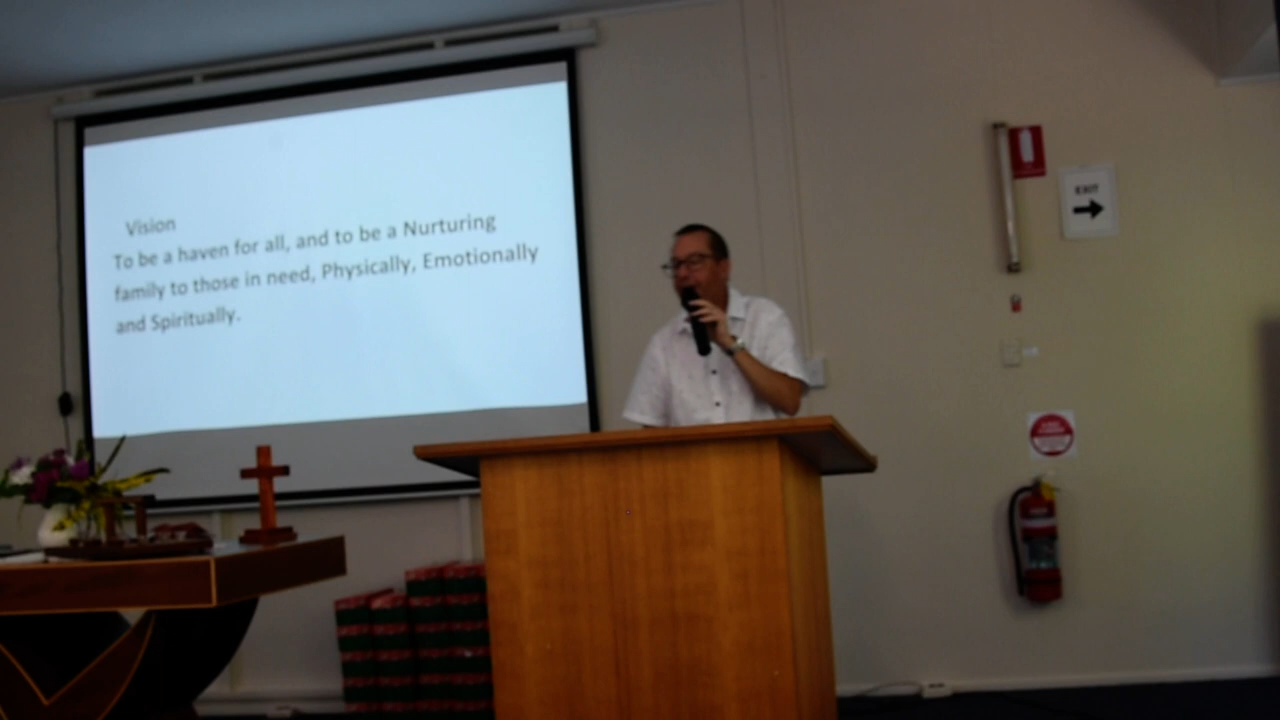 Vision
To be a haven for all, and to be a Nurturing
family to those in need, Physically, Emotionally
and Spiritually.
EXIT